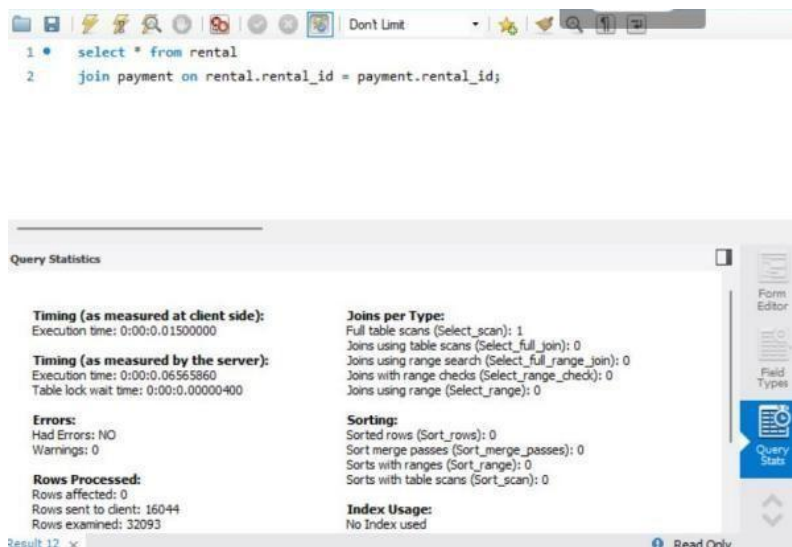 Don't Limit
1 select * from rental
2 join payment on rental.rental_id = payment.rental_id;
Query Statistics
Timing (as measured at client side):
Execution time: 0:00:0.01500000
Timing (as measured by the server):
Execution time: 0:00:0.06565860
Table lock wait time: 0:00:0.00000400
Errors:
Had Errors: NO
Warnings: 0
Rows Processed:
Rows affected: 0
Rows sent to client: 16044
Rows examined: 32093
Joins per Type:
Full table scans (Select_scan): 1
Joins using table scans (Select_full_join): 0
Joins using range search (Select_full_range_join): 0
Joins with range checks (Select_range_check): 0
Joins using range (Select_range): 0
Sorting:
Sorted rows (Sort_rows): 0
Sort merge passes (Sort_merge_passes): 0
Sorts with ranges (Sort_range): 0
Sorts with table scans (Sort_scan): 0
Index Usage:
No Index used
Form
Editor
Field
Types
Query
Stats
Result 12
Read Only